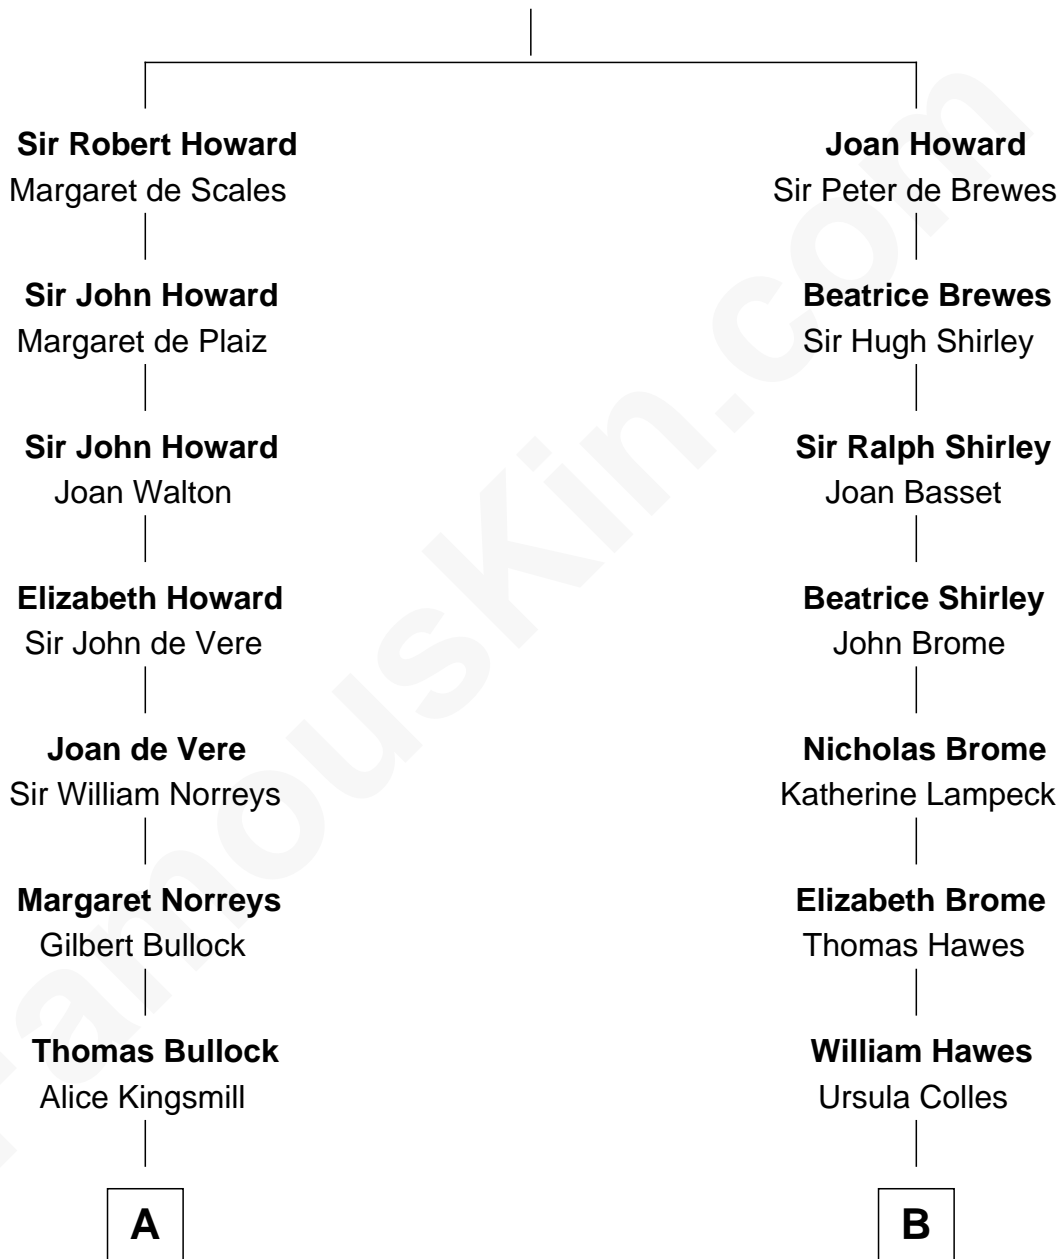 Sir Robert Howard
Margaret de Scales
Joan Howard
Sir Peter de Brewes
Sir John Howard
Margaret de Plaiz
Beatrice Brewes
Sir Hugh Shirley
Sir John Howard
Joan Walton
Sir Ralph Shirley
Joan Basset
Elizabeth Howard
Sir John de Vere
Beatrice Shirley
John Brome
Joan de Vere
Sir William Norreys
Nicholas Brome
Katherine Lampeck
Margaret Norreys
Gilbert Bullock
Elizabeth Brome
Thomas Hawes
Thomas Bullock
Alice Kingsmill
William Hawes
Ursula Colles
A
B
FamousKin.com